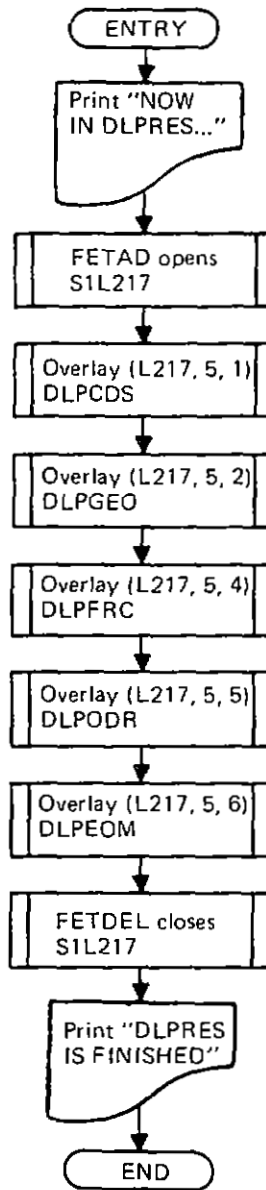 ENTRY
Print "NOW
IN DLPRES..."
FETAD opens
S1L217
Overlay (L217, 5, 1)
DLPCDS
Overlay (L217, 5, 2)
DLPGEO
Overlay (L217, 5, 4)
DLPFRC
Overlay (L217, 5, 5)
DLPODR
Overlay (L217, 5, 6)
DLPEOM
FETDEL closes
S1L217
Print "DLPRES
IS FINISHED"
END